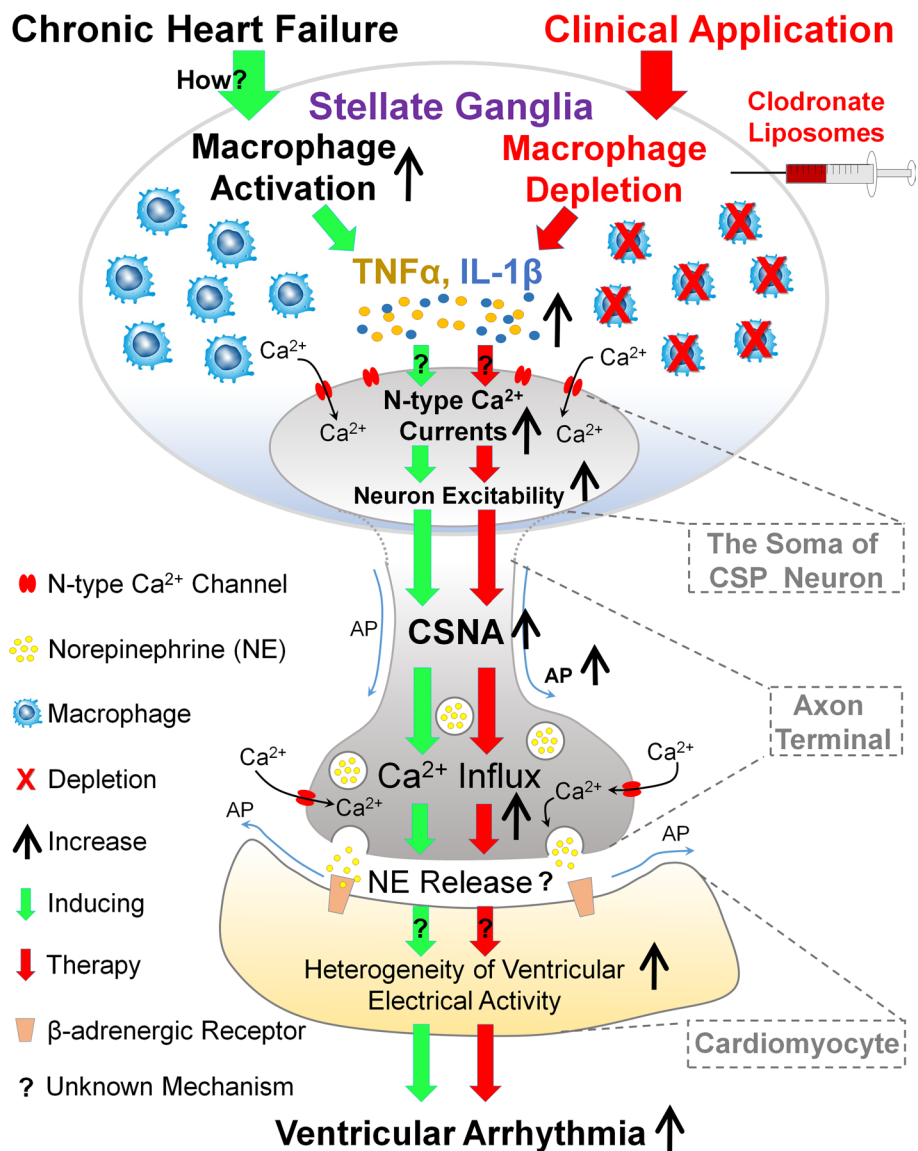 Chronic Heart Failure
Clinical Application
How?
Stellate Ganglia
Clodronate
Liposomes
Macrophage
Activation
Macrophage
Depletion
TNFα, IL-1β
Ca²⁺
Ca²⁺
? ?
N-type Ca²⁺
Currents
Ca²⁺
Ca²⁺
Neuron Excitability
The Soma of
CSP Neuron
N-type Ca²⁺ Channel
Norepinephrine (NE)
Macrophage
X Depletion
Increase
Inducing
Therapy
β-adrenergic Receptor
? Unknown Mechanism
AP
CSNA
AP
Axon
Terminal
Ca²⁺
Ca²⁺ Influx
Ca²⁺
Ca²⁺
Ca²⁺
AP
AP
NE Release ?
? ?
Heterogeneity of Ventricular
Electrical Activity
Cardiomyocyte
Ventricular Arrhythmia